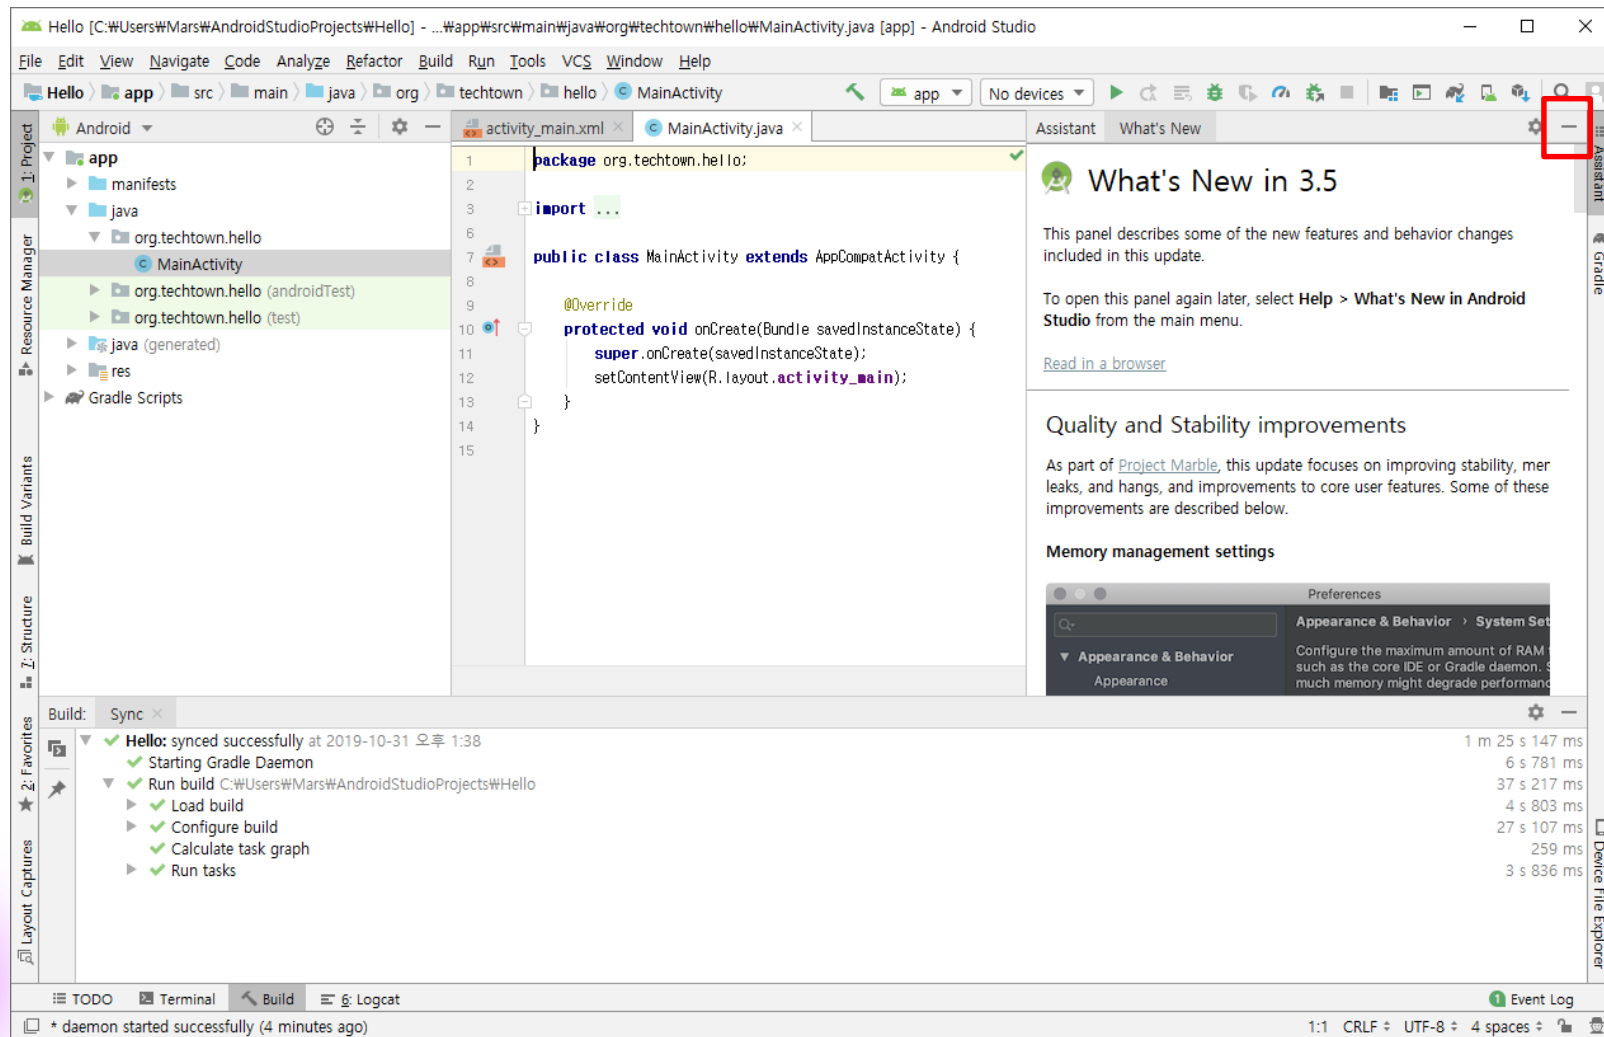 Hello [C:₩Users₩Mars₩AndroidStudioProjects₩Hello] - ...₩app₩src₩main₩java₩org₩techtown₩hello₩MainActivity.java [app] - Android Studio
File Edit View Navigate Code Analyze Refactor Build Run Tools VCS Window Help
Hello app src main java org techtown hello MainActivity app No devices
1: Project
Resource Manager
Build Variants
7: Structure
2: Favorites
Layout Captures
Android
app
manifests
java
org.techtown.hello
MainActivity
org.techtown.hello (androidTest)
org.techtown.hello (test)
java (generated)
res
Gradle Scripts
activity_main.xml MainActivity.java
1 package org.techtown.hello;
2
3 import ...
6
7 public class MainActivity extends AppCompatActivity {
8
9 @Override
10 protected void onCreate(Bundle savedInstanceState) {
11 super.onCreate(savedInstanceState);
12 setContentView(R.layout.activity_main);
13 }
14 }
15
Assistant What's New
What's New in 3.5
This panel describes some of the new features and behavior changes
included in this update.
To open this panel again later, select Help > What's New in Android
Studio from the main menu.
Read in a browser
Quality and Stability improvements
As part of Project Marble, this update focuses on improving stability,
leaks, and hangs, and improvements to core user features. Some of these
improvements are described below.
Memory management settings
Preferences
Appearance & Behavior
Appearance
Appearance & Behavior › System Set
Configure the maximum amount of RAM
such as the core IDE or Gradle daemon.
much memory might degrade performanc
Assistant
Gradle
Device File Explorer
Build: Sync
Hello: synced successfully at 2019-10-31 오후 1:38 1 m 25 s 147 ms
Starting Gradle Daemon 6 s 781 ms
Run build C:₩Users₩Mars₩AndroidStudioProjects₩Hello 37 s 217 ms
Load build 4 s 803 ms
Configure build 27 s 107 ms
Calculate task graph 259 ms
Run tasks 3 s 836 ms
TODO Terminal Build 6: Logcat 1 Event Log
* daemon started successfully (4 minutes ago) 1:1 CRLF UTF-8 4 spaces